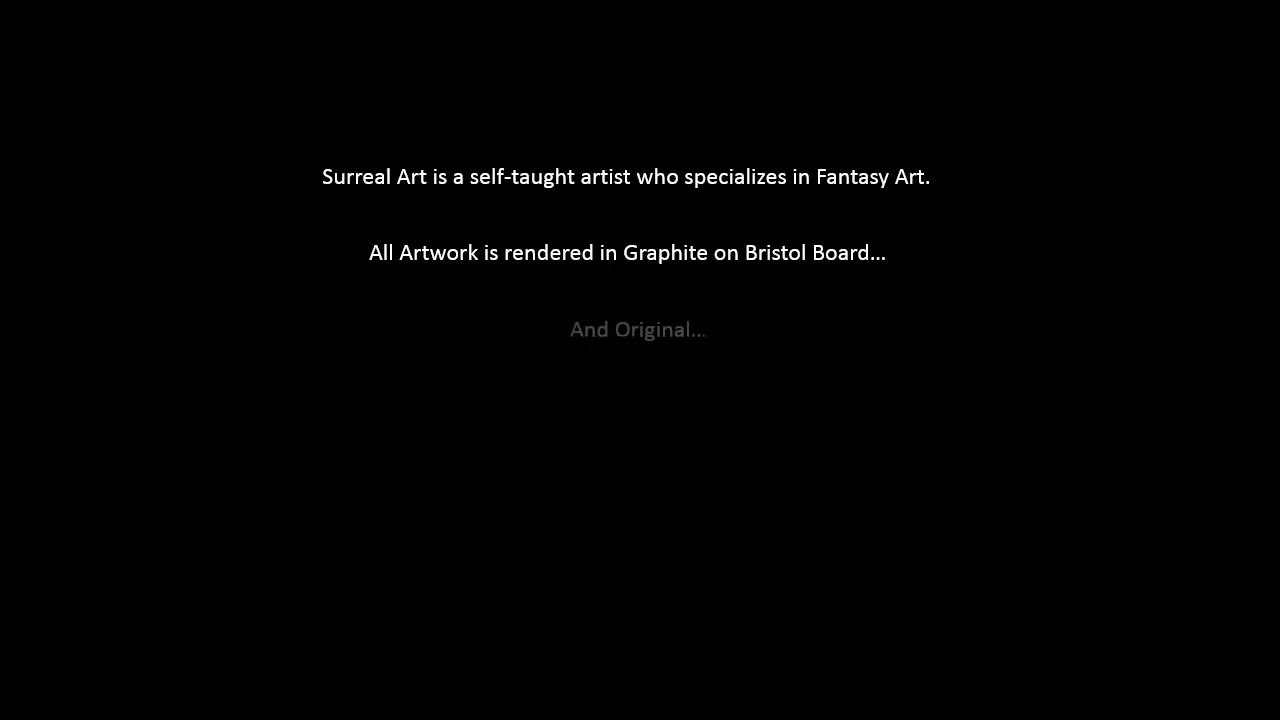 Surreal Art is a self-taught artist who specializes in Fantasy Art.
All Artwork is rendered in Graphite on Bristol Board...
And Original...